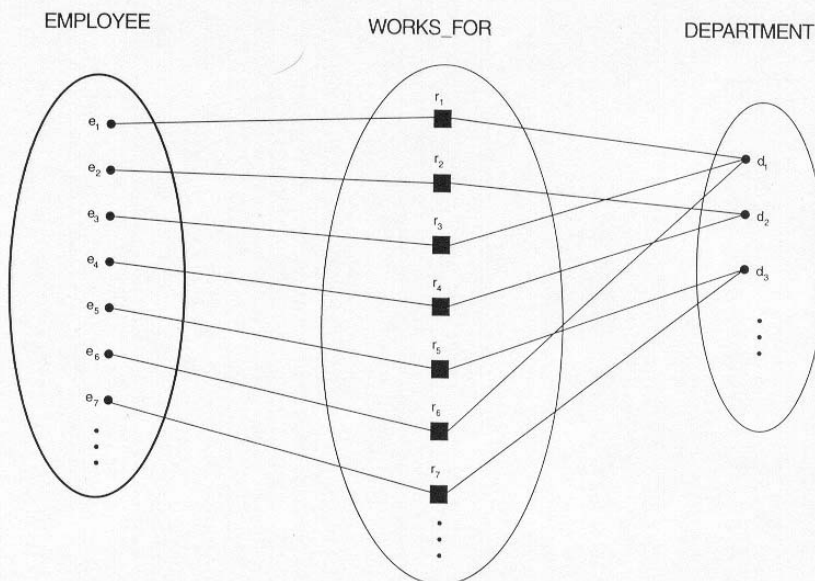 EMPLOYEE
WORKS_FOR
DEPARTMENT
e₁
e₂
e₃
e₄
e₅
e₆
e₇
r₁
r₂
r₃
r₄
r₅
r₆
r₇
d₁
d₂
d₃